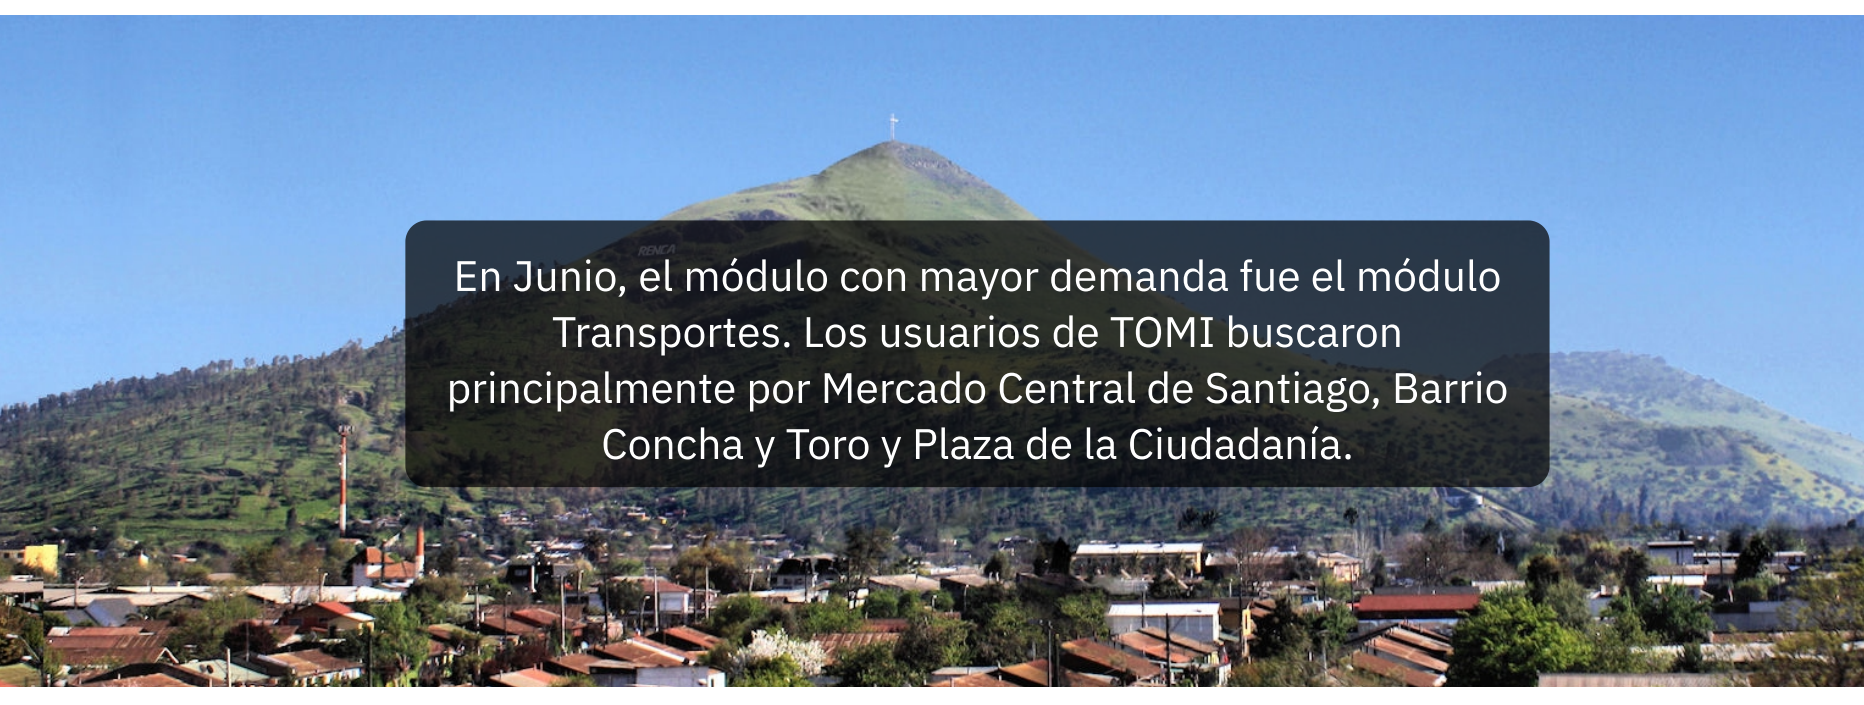 RENCA
En Junio, el módulo con mayor demanda fue el módulo
Transportes. Los usuarios de TOMI buscaron
principalmente por Mercado Central de Santiago, Barrio
Concha y Toro y Plaza de la Ciudadanía.